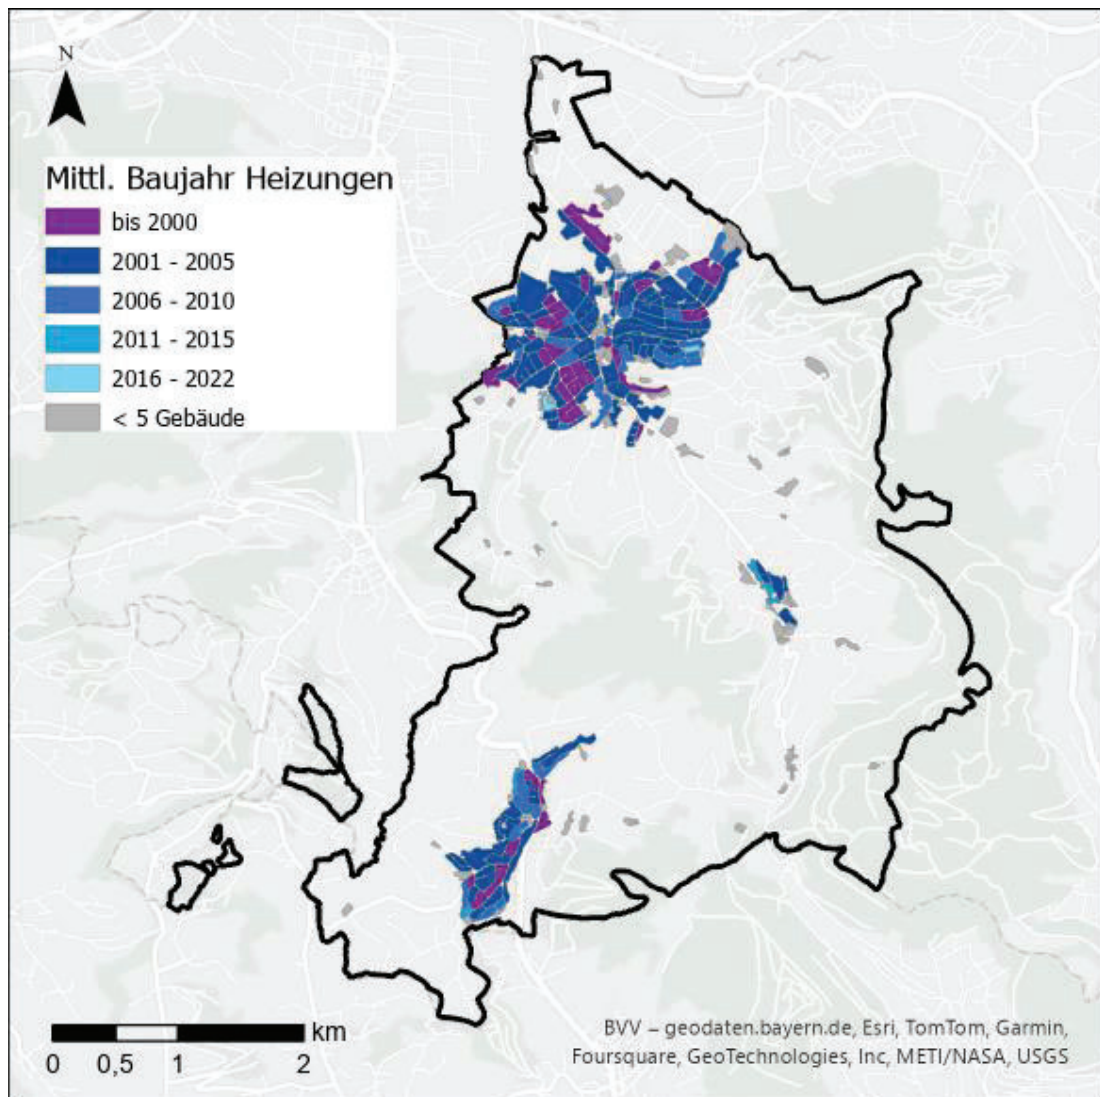 N
Mittl. Baujahr Heizungen
bis 2000
2001 - 2005
2006 - 2010
2011 - 2015
2016 - 2022
< 5 Gebäude
km
0 0,5 1 2
BVV – geodaten.bayern.de, Esri, TomTom, Garmin,
Foursquare, GeoTechnologies, Inc, METI/NASA, USGS